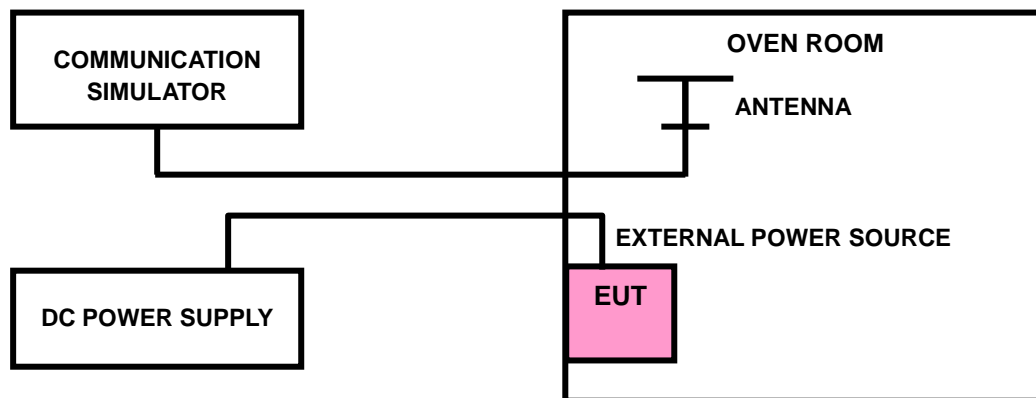 COMMUNICATION
SIMULATOR
OVEN ROOM
ANTENNA
EXTERNAL POWER SOURCE
EUT
DC POWER SUPPLY